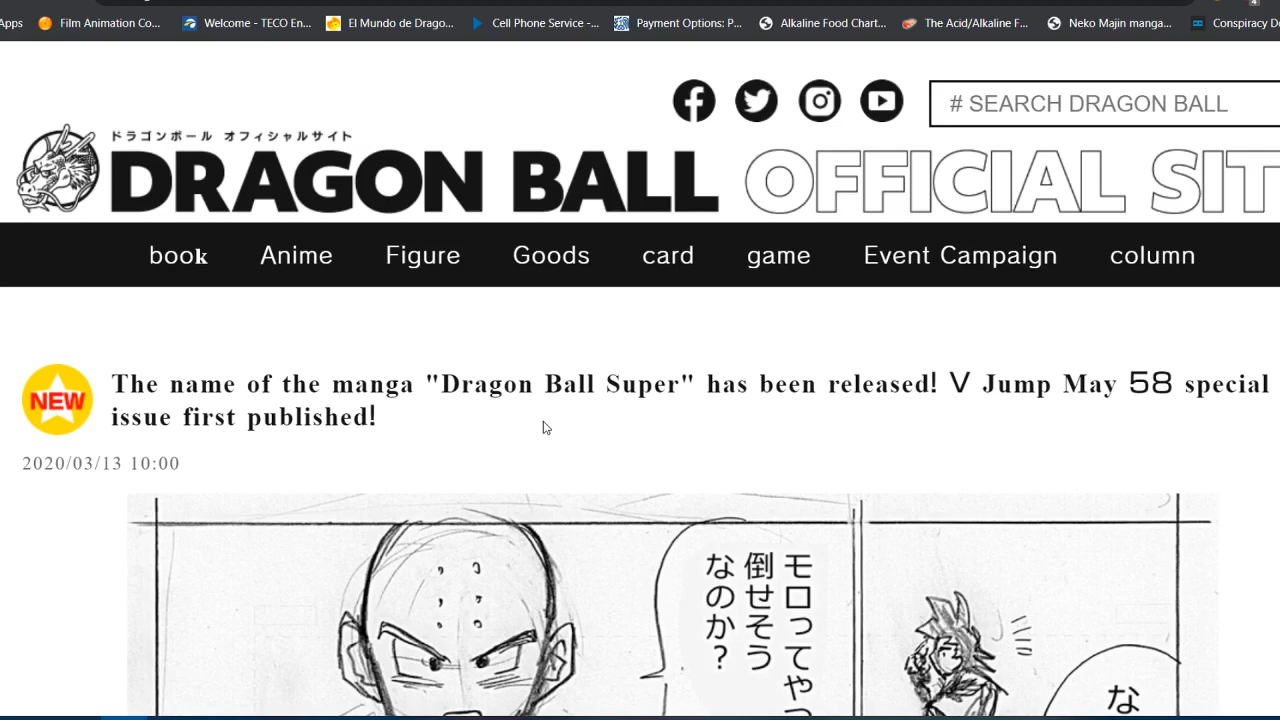 Apps Film Animation Co... Welcome - TECO En... El Mundo de Drago... Cell Phone Service -... Payment Options: P... Alkaline Food Chart... The Acid/Alkaline F... Neko Majin manga... Conspiracy D
# SEARCH DRAGON BALL
ドラゴンボール オフィシャルサイト
DRAGON BALL OFFICIAL SIT
book Anime Figure Goods card game Event Campaign column
NEW
The name of the manga "Dragon Ball Super" has been released! V Jump May 58 special
issue first published!
2020/03/13 10:00
モロってやつ
倒せそう
なのか?
な